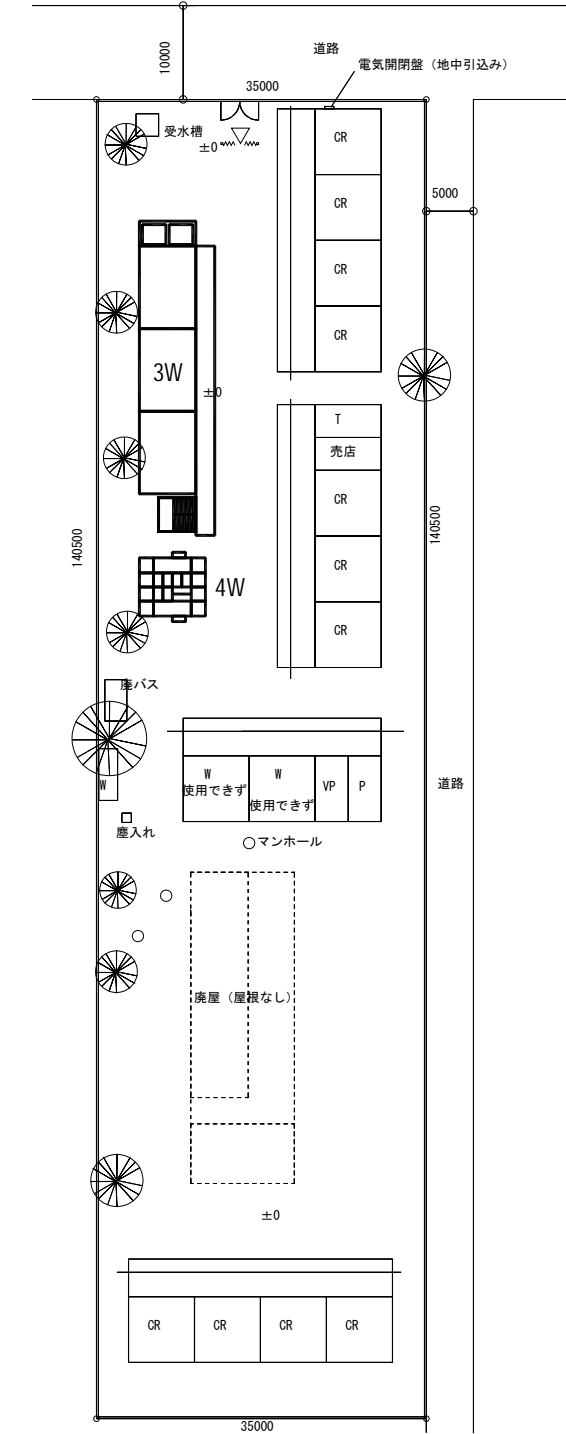 道路
10000
電気開閉盤（地中引込み）
35000
受水槽
±0
CR
5000
CR
CR
CR
3W
±0
T
売店
CR
140500
140500
CR
4W
CR
廃バス
W
W
W
VP
P
道路
使用できず
使用できず
塵入れ
マンホール
廃屋（屋根なし）
±0
CR
CR
CR
CR
35000